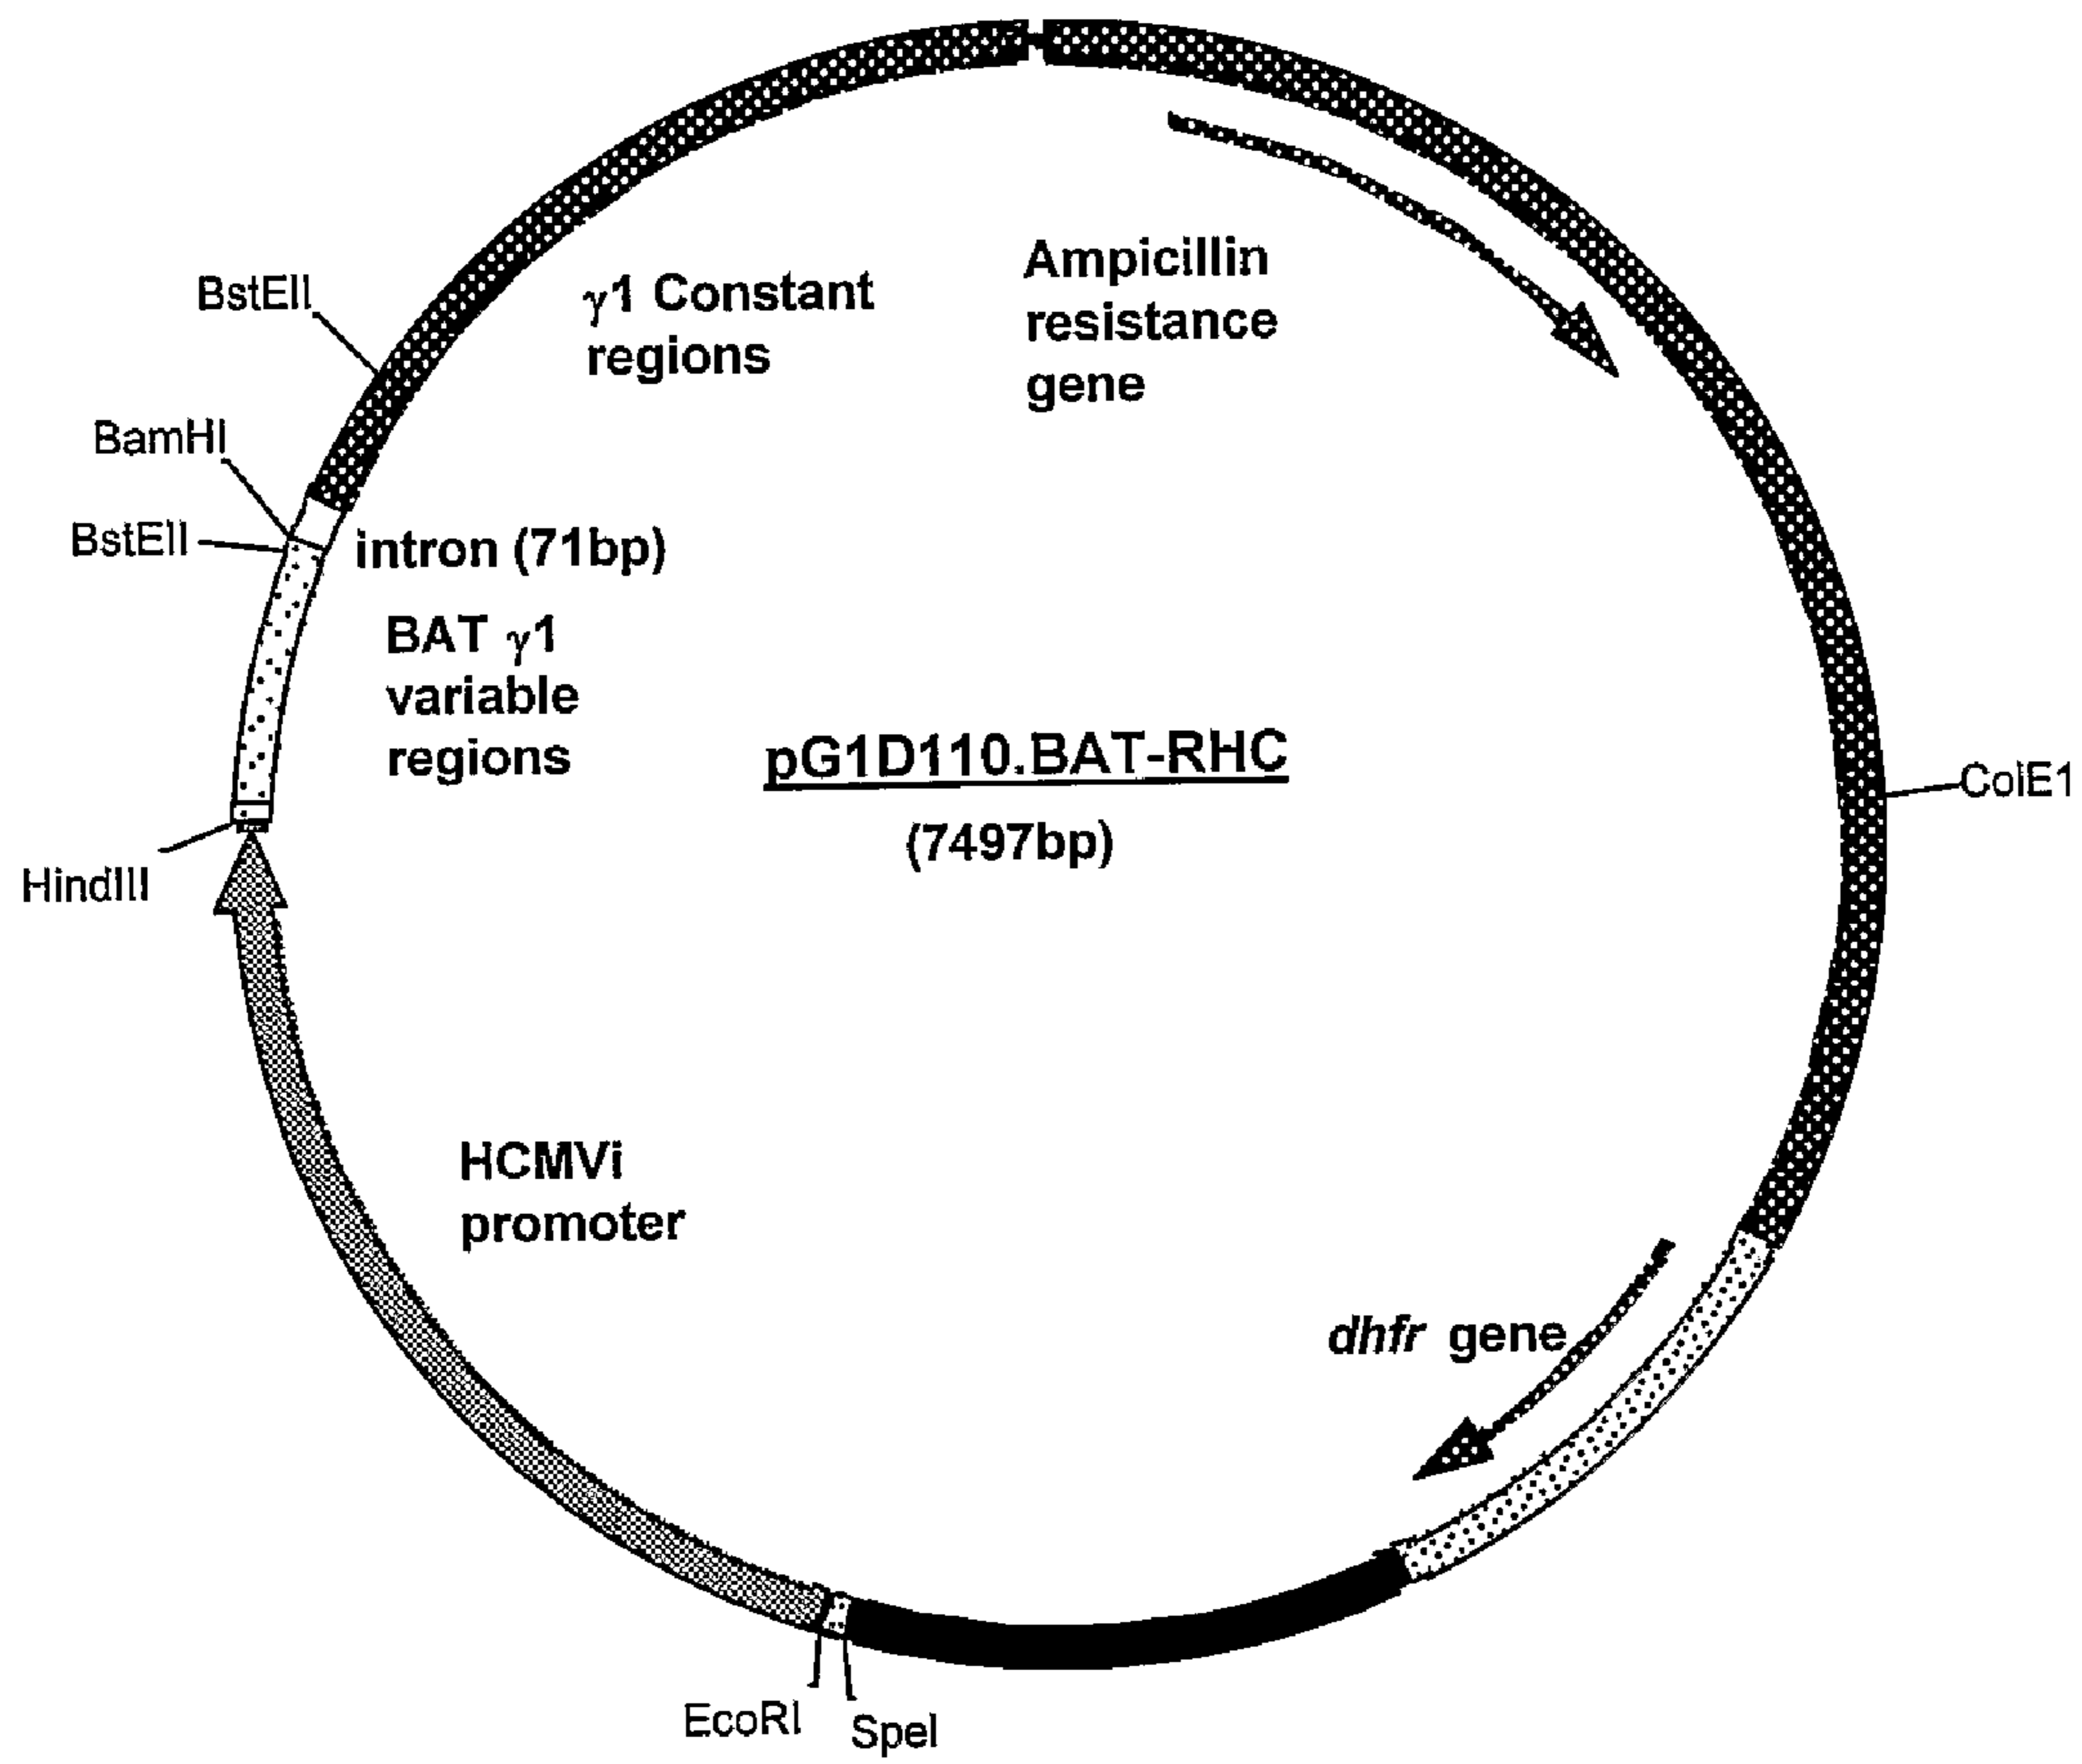 BstEII
γ1 Constant
regions
Ampicillin
resistance
gene
BamHI
BstEII
intron (71bp)
BAT γ1
variable
regions
pG1D110.BAT-RHC
(7497bp)
ColE1
HindIII
HCMVi
promoter
dhfr gene
EcoRI
SpeI